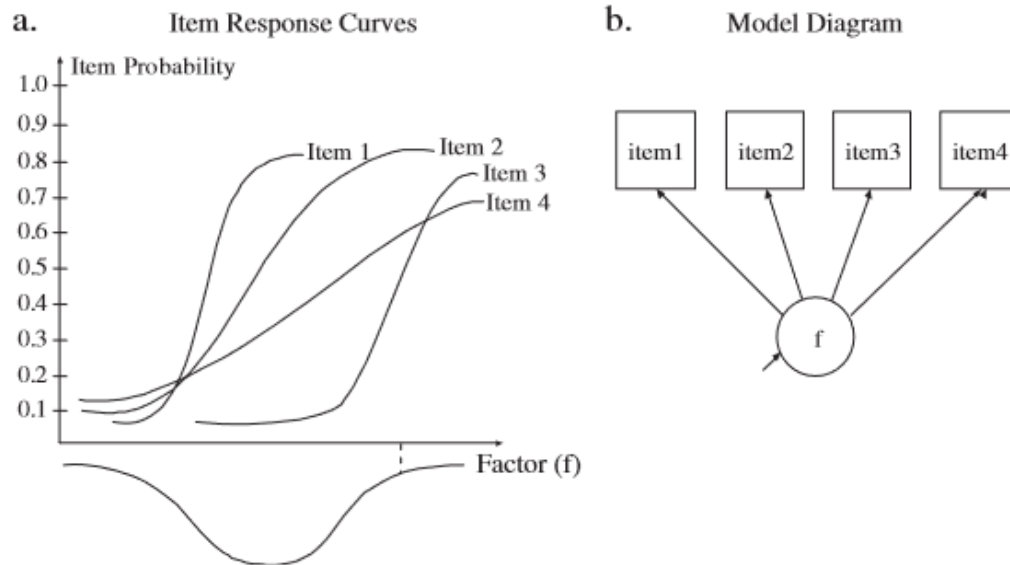 a.
Item Response Curves
Item Probability
1.0
0.9
0.8
0.7
0.6
0.5
0.4
0.3
0.2
0.1
Item 1
Item 2
Item 3
Item 4
Factor (f)
b.
Model Diagram
item1
item2
item3
item4
f